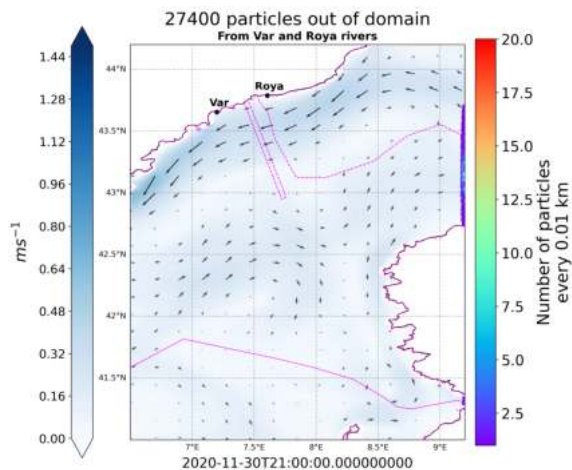 27400 particles out of domain
From Var and Roya rivers
1.44
1.28
1.12
0.96
0.80
0.64
0.48
0.32
0.16
0.00
ms⁻¹
44°N
43.5°N
43°N
42.5°N
42°N
41.5°N
Roya
Var
7°E 7.5°E 8°E 8.5°E 9°E
2020-11-30T21:00:00.000000000
20.0
17.5
15.0
12.5
10.0
7.5
5.0
2.5
Number of particles
every 0.01 km